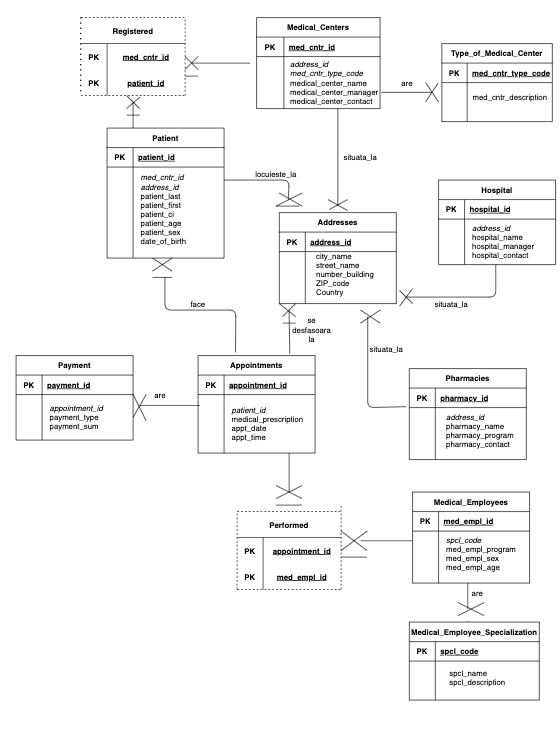 Registered
PK med_cntr_id
PK patient_id
Medical_Centers
PK med_cntr_id
address_id
med_cntr_type_code
medical_center_name
medical_center_manager
medical_center_contact
are
Type_of_Medical_Center
PK med_cntr_type_code
med_cntr_description
Patient
PK patient_id
med_cntr_id
address_id
patient_last
patient_first
patient_ci
patient_age
patient_sex
date_of_birth
locuieste_la
situata_la
Hospital
PK hospital_id
address_id
hospital_name
hospital_manager
hospital_contact
Addresses
PK address_id
city_name
street_name
number_building
ZIP_code
Country
situata_la
face
se
desfasoara
la
situata_la
Payment
PK payment_id
appointment_id
payment_type
payment_sum
are
Appointments
PK appointment_id
patient_id
medical_prescription
appt_date
appt_time
Pharmacies
PK pharmacy_id
address_id
pharmacy_name
pharmacy_program
pharmacy_contact
Performed
PK appointment_id
PK med_empl_id
Medical_Employees
PK med_empl_id
spcl_code
med_empl_program
med_empl_sex
med_empl_age
are
Medical_Employee_Specialization
PK spcl_code
spcl_name
spcl_description